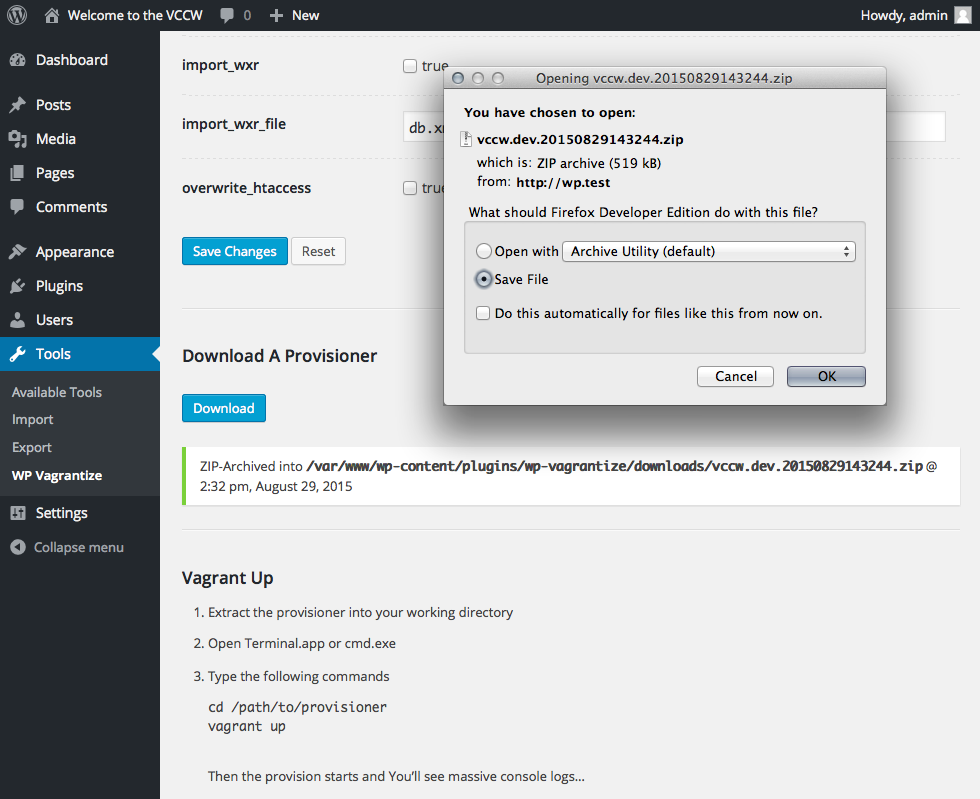 Welcome to the VCCW 0 New Howdy, admin
Dashboard
Posts
Media
Pages
Comments
Appearance
Plugins
Users
Tools
Available Tools
Import
Export
WP Vagrantize
Settings
Collapse menu
import_wxr true
import_wxr_file
overwrite_htaccess true
Save Changes Reset
Opening vccw.dev.20150829143244.zip
You have chosen to open:
vccw.dev.20150829143244.zip
which is: ZIP archive (519 kB)
from: http://wp.test
What should Firefox Developer Edition do with this file?
Open with Archive Utility (default)
Save File
Do this automatically for files like this from now on.
Cancel OK
Download A Provisioner
Download
ZIP-Archived into /var/www/wp-content/plugins/wp-vagrantize/downloads/vccw.dev.20150829143244.zip @
2:32 pm, August 29, 2015
Vagrant Up
1. Extract the provisioner into your working directory
2. Open Terminal.app or cmd.exe
3. Type the following commands
cd /path/to/provisioner
vagrant up
Then the provision starts and You’ll see massive console logs...